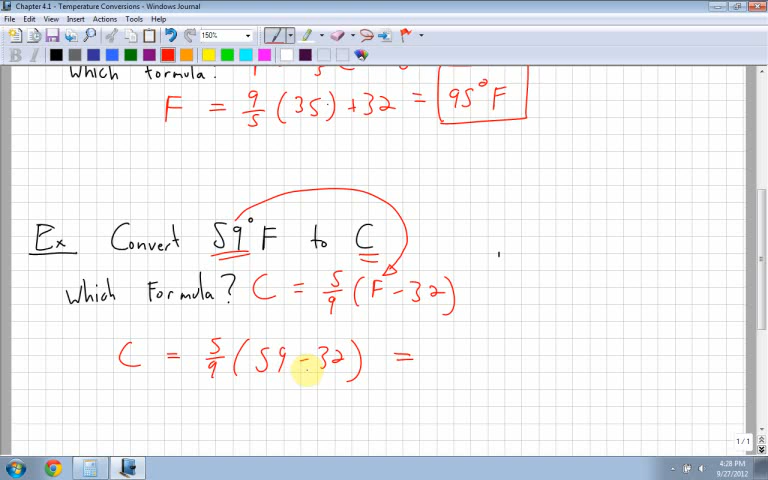 Chapter 4.1 - Temperature Conversions - Windows Journal
File Edit View Insert Actions Tools Help
150%
B I
Which formula?
F = 9/5 (35) + 32 = 95° F
Ex Convert 59° F to C
Which Formula? C = 5/9 (F - 32)
C = 5/9 (59 - 32) =
1 / 1
4:28 PM
9/27/2012